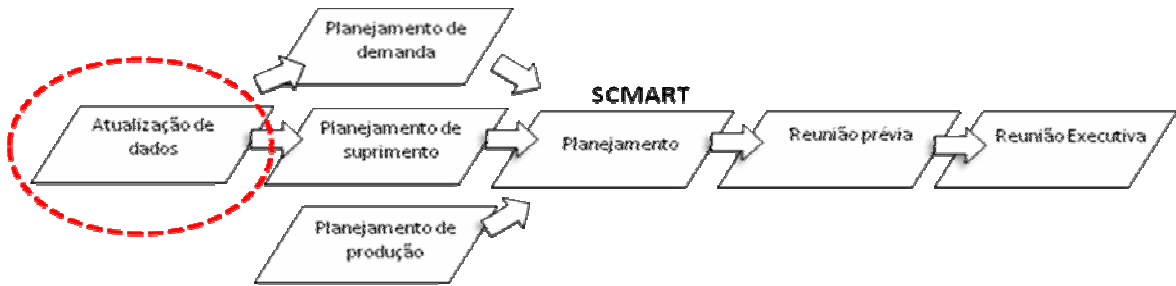 Planejamento de
demanda
SCMART
Atualização de
dados
Planejamento de
suprimento
Planejamento
Reunião prévia
Reunião Executiva
Planejamento de
produção